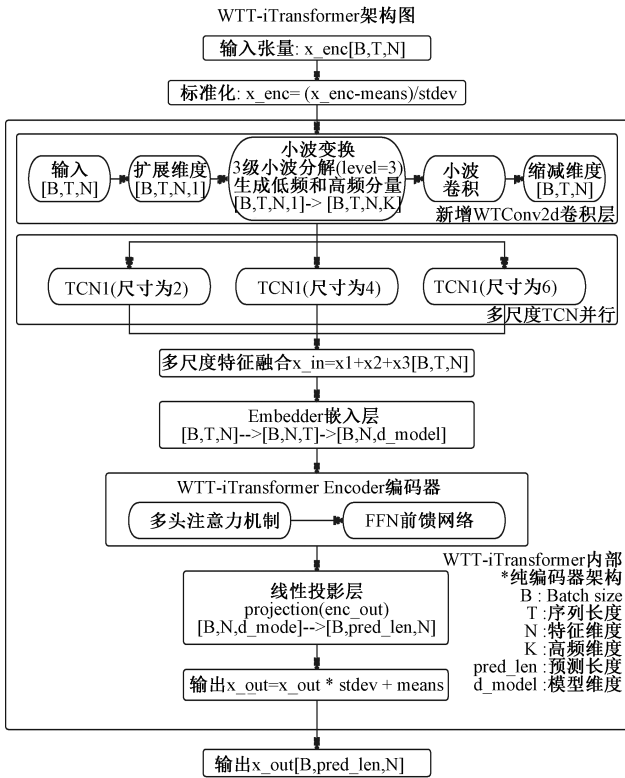 WTT-iTransformer架构图
输入张量: x_enc[B,T,N]
标准化: x_enc= (x_enc-means)/stdev
输入
[B,T,N]
扩展维度
[B,T,N,1]
小波变换
3级小波分解(level=3)
生成低频和高频分量
[B,T,N,1]-> [B,T,N,K]
小波
卷积
缩减维度
[B,T,N]
新增WTConv2d卷积层
TCN1(尺寸为2)
TCN1(尺寸为4)
TCN1(尺寸为6)
多尺度TCN并行
多尺度特征融合x_in=x1+x2+x3[B,T,N]
Embedder嵌入层
[B,T,N]-->[B,N,T]->[B,N,d_model]
WTT-iTransformer Encoder编码器
多头注意力机制
FFN前馈网络
线性投影层
projection(enc_out)
[B,N,d_mode]-->[B,pred_len,N]
输出x_out=x_out * stdev + means
WTT-iTransformer内部
*纯编码器架构
B : Batch size
T :序列长度
N :特征维度
K :高频维度
pred_len :预测长度
d_model :模型维度
输出x_out[B,pred_len,N]